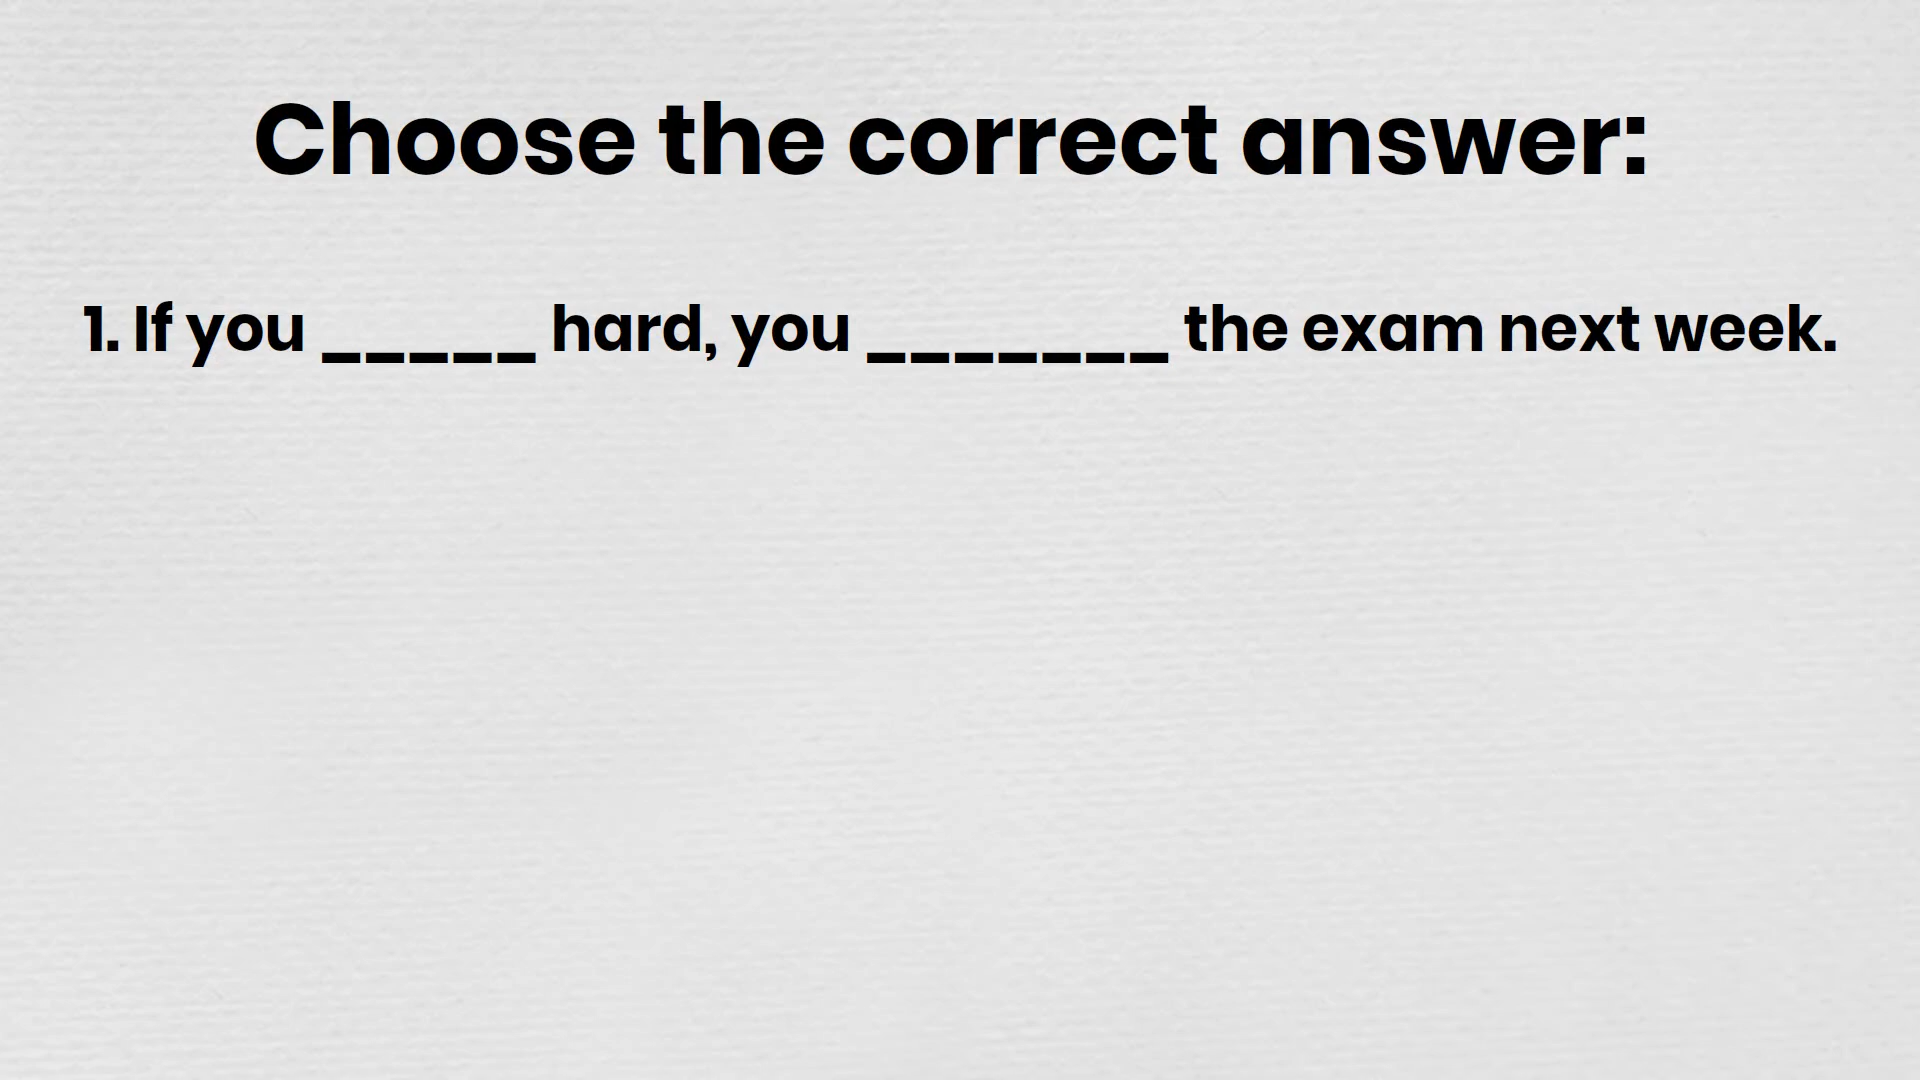 Choose the correct answer:
1. If you _____ hard, you _______ the exam next week.